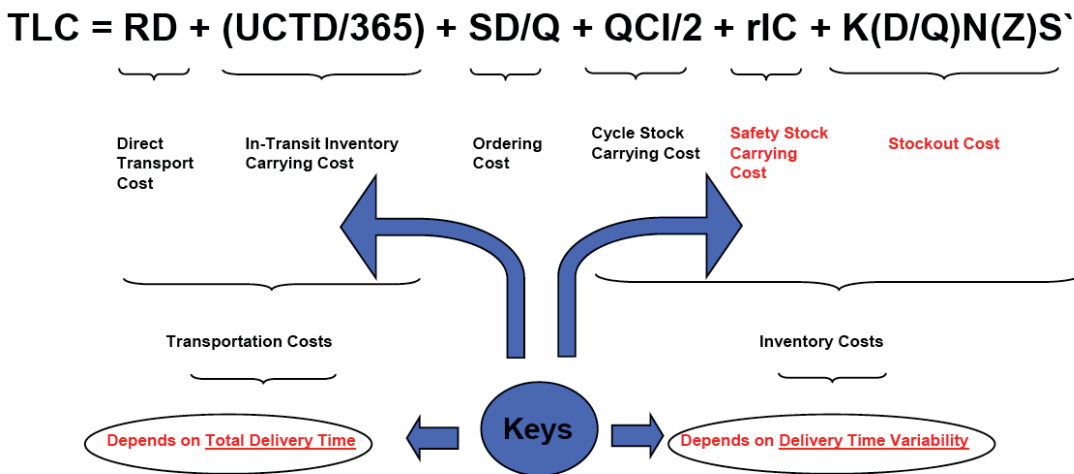 TLC = RD + (UCTD/365) + SD/Q + QCI/2 + rIC + K(D/Q)N(Z)S`
Direct
Transport
Cost
In-Transit Inventory
Carrying Cost
Ordering
Cost
Cycle Stock
Carrying Cost
Safety Stock
Carrying
Cost
Stockout Cost
Transportation Costs
Inventory Costs
Depends on Total Delivery Time
Keys
Depends on Delivery Time Variability